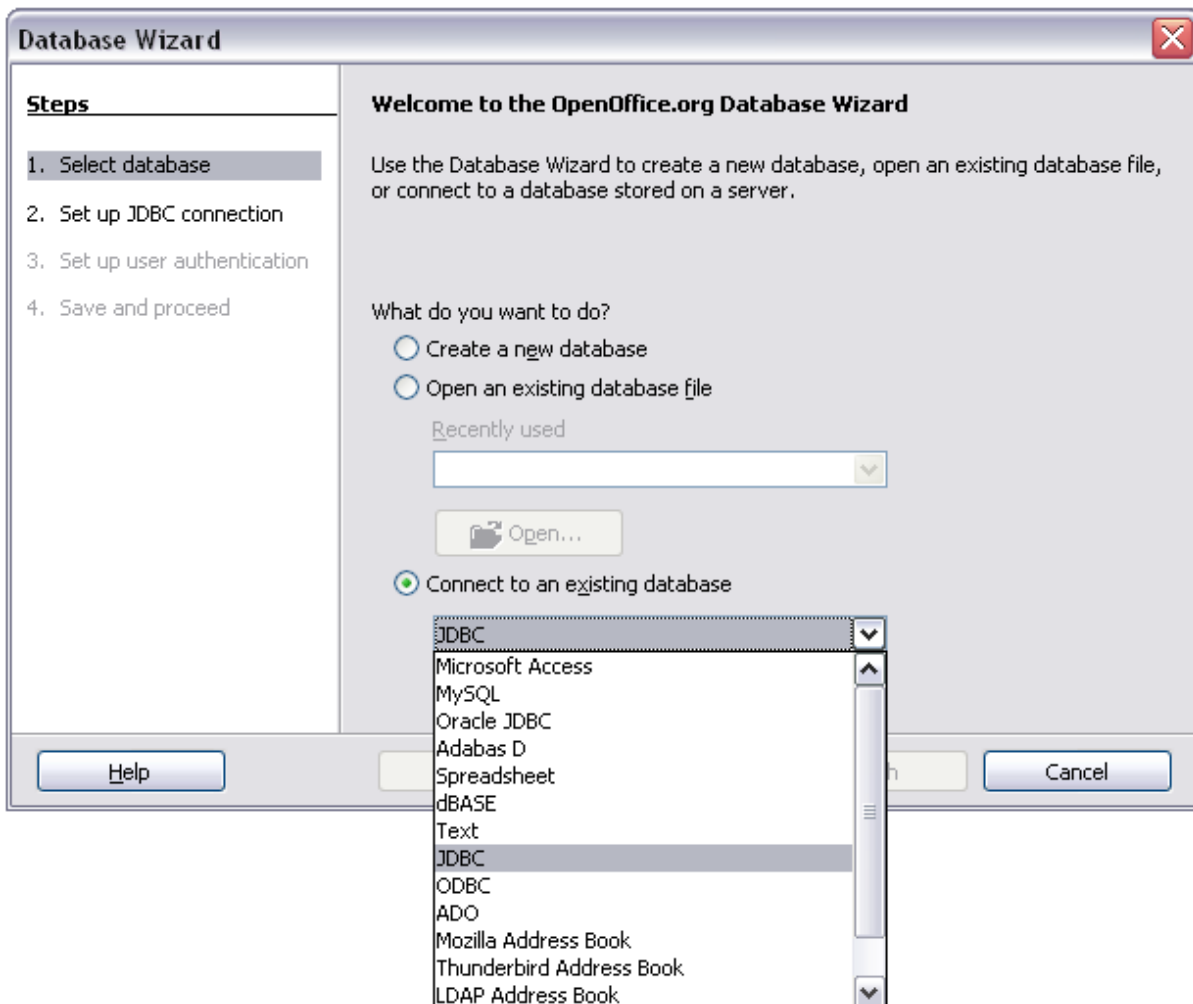 Database Wizard
Steps
1. Select database
2. Set up JDBC connection
3. Set up user authentication
4. Save and proceed
Welcome to the OpenOffice.org Database Wizard
Use the Database Wizard to create a new database, open an existing database file,
or connect to a database stored on a server.
What do you want to do?
Create a new database
Open an existing database file
Recently used
Open...
Connect to an existing database
JDBC
Microsoft Access
MySQL
Oracle JDBC
Adabas D
Spreadsheet
dBASE
Text
JDBC
ODBC
ADO
Mozilla Address Book
Thunderbird Address Book
LDAP Address Book
Help
Cancel